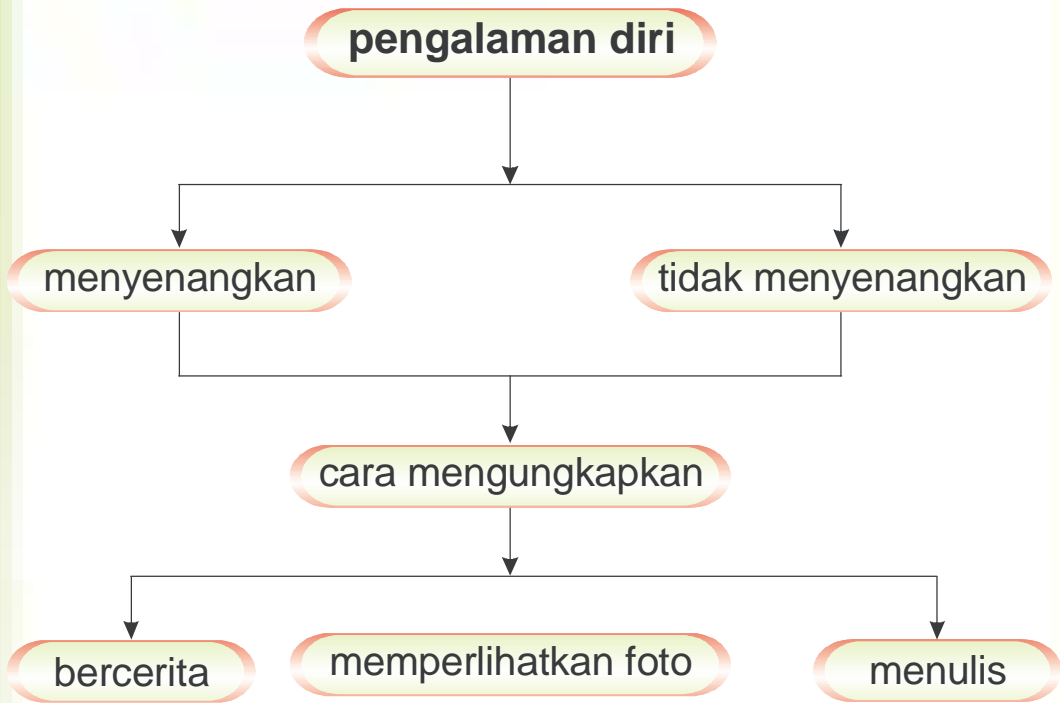 pengalaman diri
menyenangkan
tidak menyenangkan
cara mengungkapkan
bercerita
memperlihatkan foto
menulis